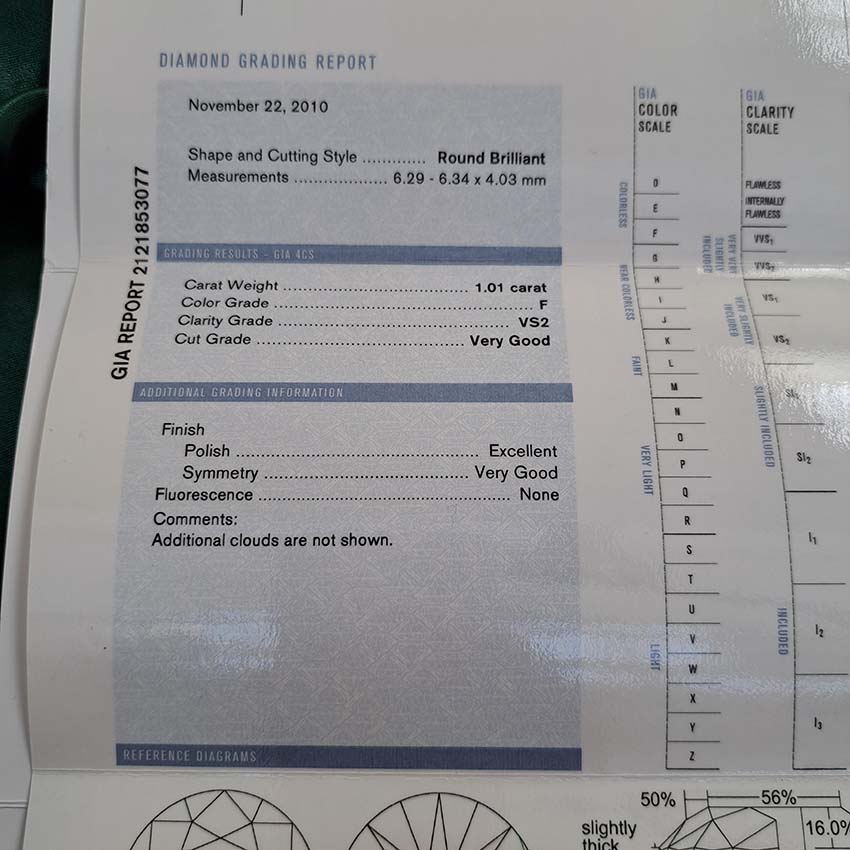 DIAMOND GRADING REPORT
November 22, 2010
Shape and Cutting Style .............. Round Brilliant
Measurements .................. 6.29 - 6.34 x 4.03 mm
GIA REPORT 2121853077
GRADING RESULTS - GIA 4CS
Carat Weight ........................................ 1.01 carat
Color Grade ........................................................ F
Clarity Grade .................................................. VS2
Cut Grade .......................................... Very Good
ADDITIONAL GRADING INFORMATION
Finish
Polish ................................................ Excellent
Symmetry ........................................ Very Good
Fluorescence .................................................. None
Comments:
Additional clouds are not shown.
REFERENCE DIAGRAMS
GIA
COLOR
SCALE
COLORLESS
D
E
F
NEAR COLORLESS
G
H
I
J
FAINT
K
L
M
VERY LIGHT
N
O
P
Q
R
LIGHT
S
T
U
V
W
X
Y
Z
GIA
CLARITY
SCALE
FLAWLESS
INTERNALLY
FLAWLESS
VERY VERY
SLIGHTLY
INCLUDED
VVS1
VVS2
VERY SLIGHTLY
INCLUDED
VS1
VS2
SLIGHTLY INCLUDED
SI1
SI2
INCLUDED
I1
I2
I3
50%
56%
slightly
thick
16.0%